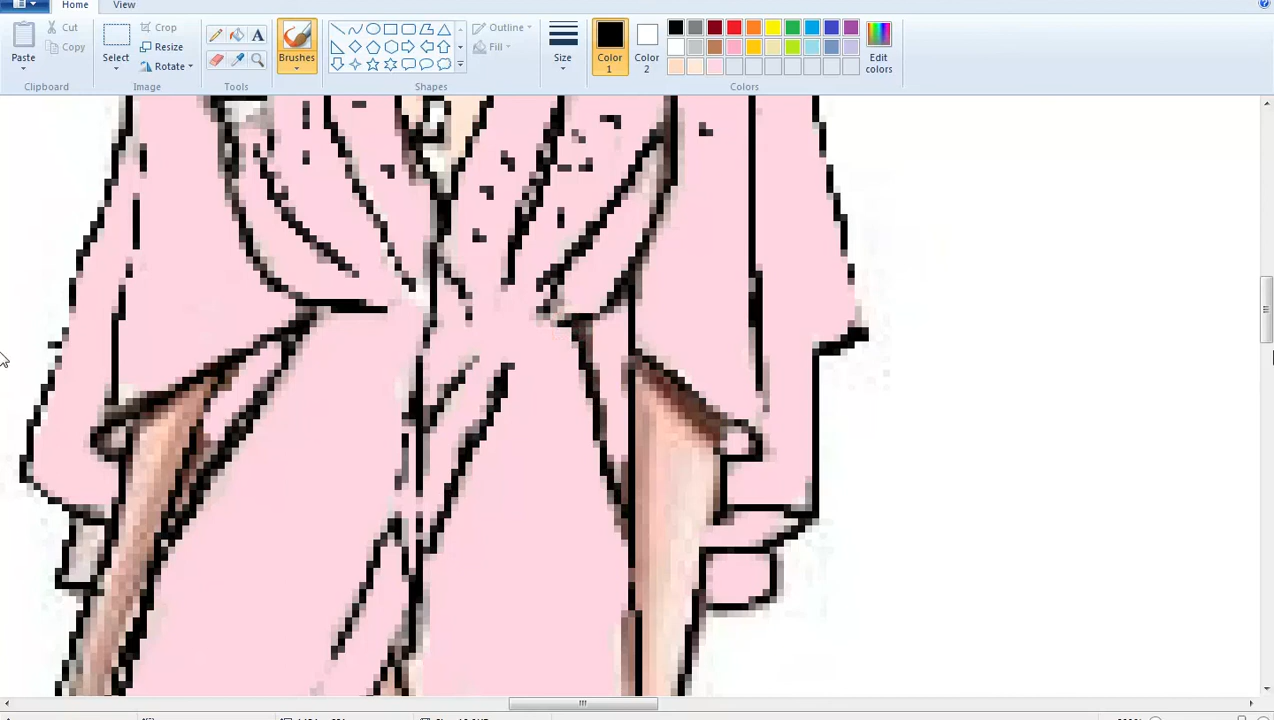 Home View
Cut
Copy
Paste
Clipboard
Select
Crop
Resize
Rotate
Image
A
Tools
Brushes
Outline
Fill
Shapes
Size
Color 1
Color 2
Edit colors
Colors